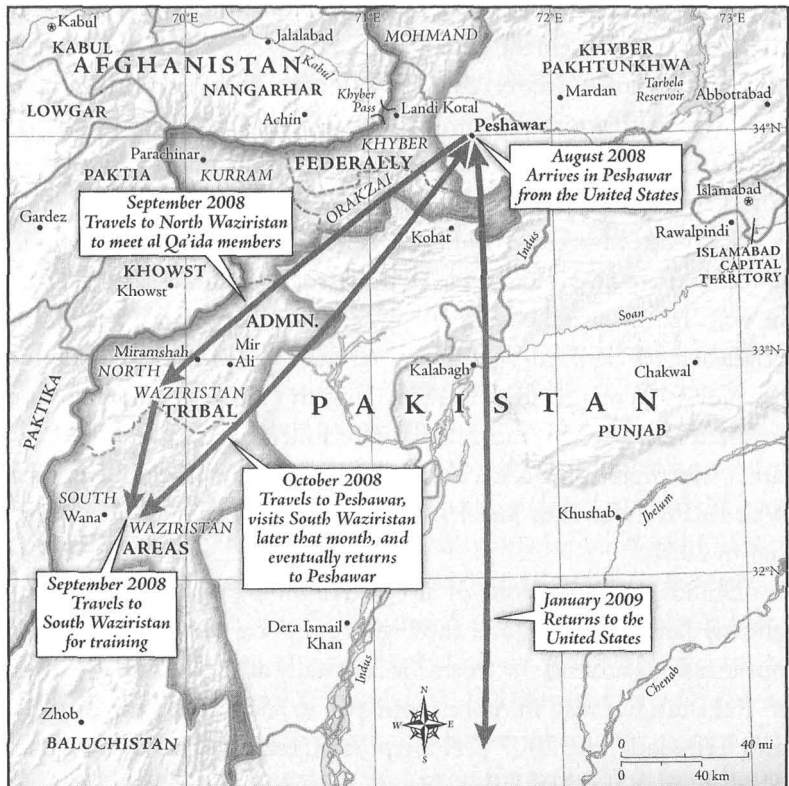 70°E
71°E
72°E
73°E
Kabul
KABUL
Jalalabad
MOHMAND
AFGHANISTAN
Kabul
KHYBER
PAKHTUNKHWA
NANGARHAR
Khyber
Pass
Landi Kotal
Mardan
Tarbela
Reservoir
Abbottabad
LOWGAR
Achin
Peshawar
34°N
Parachinar
KHYBER
FEDERALLY
PAKTIA
KURRAM
ORAKZAI
August 2008
Arrives in Peshawar
from the United States
Islamabad
September 2008
Travels to North Waziristan
to meet al Qa'ida members
Gardez
Kohat
Indus
Rawalpindi
ISLAMABAD
CAPITAL
TERRITORY
KHOWST
Khowst
ADMIN.
Soan
33°N
Miramshah
Mir
Ali
NORTH
WAZIRISTAN
TRIBAL
Kalabagh
Chakwal
PAKTIKA
PAKISTAN
PUNJAB
October 2008
Travels to Peshawar,
visits South Waziristan
later that month, and
eventually returns
to Peshawar
SOUTH
Wana
WAZIRISTAN
AREAS
Khushab
Jhelum
32°N
September 2008
Travels to
South Waziristan
for training
January 2009
Returns to the
United States
Dera Ismail
Khan
Indus
Chenab
Zhob
BALUCHISTAN
N
W
E
S
0
40 mi
0
40 km